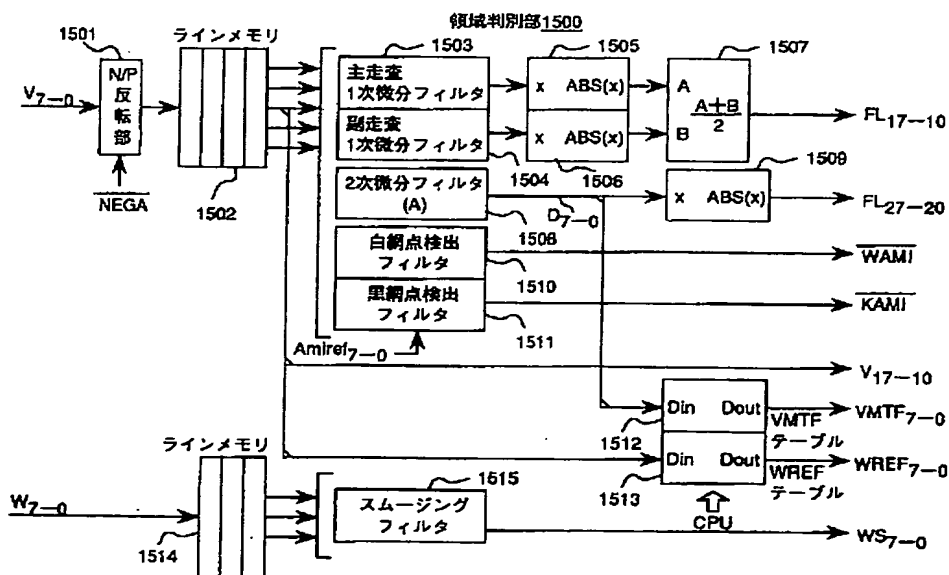 領域判別部1500
1501
ラインメモリ
N/P
反
転
部
V7—0
NEGA
1502
1503
主走査
1次微分フィルタ
副走査
1次微分フィルタ
1504
1505
x ABS(x)
x ABS(x)
1506
1507
A
B
A+B
2
FL17—10
2次微分フィルタ
(A)
1508
D7—0
1509
x ABS(x)
FL27—20
白網点検出
フィルタ
1510
WAMI
黒網点検出
フィルタ
1511
KAMI
Amiref7—0
V17—10
Din Dout
1512
VMTF
テーブル
VMTF7—0
Din Dout
1513
WREF
テーブル
WREF7—0
CPU
ラインメモリ
W7—0
1514
1515
スムージング
フィルタ
WS7—0